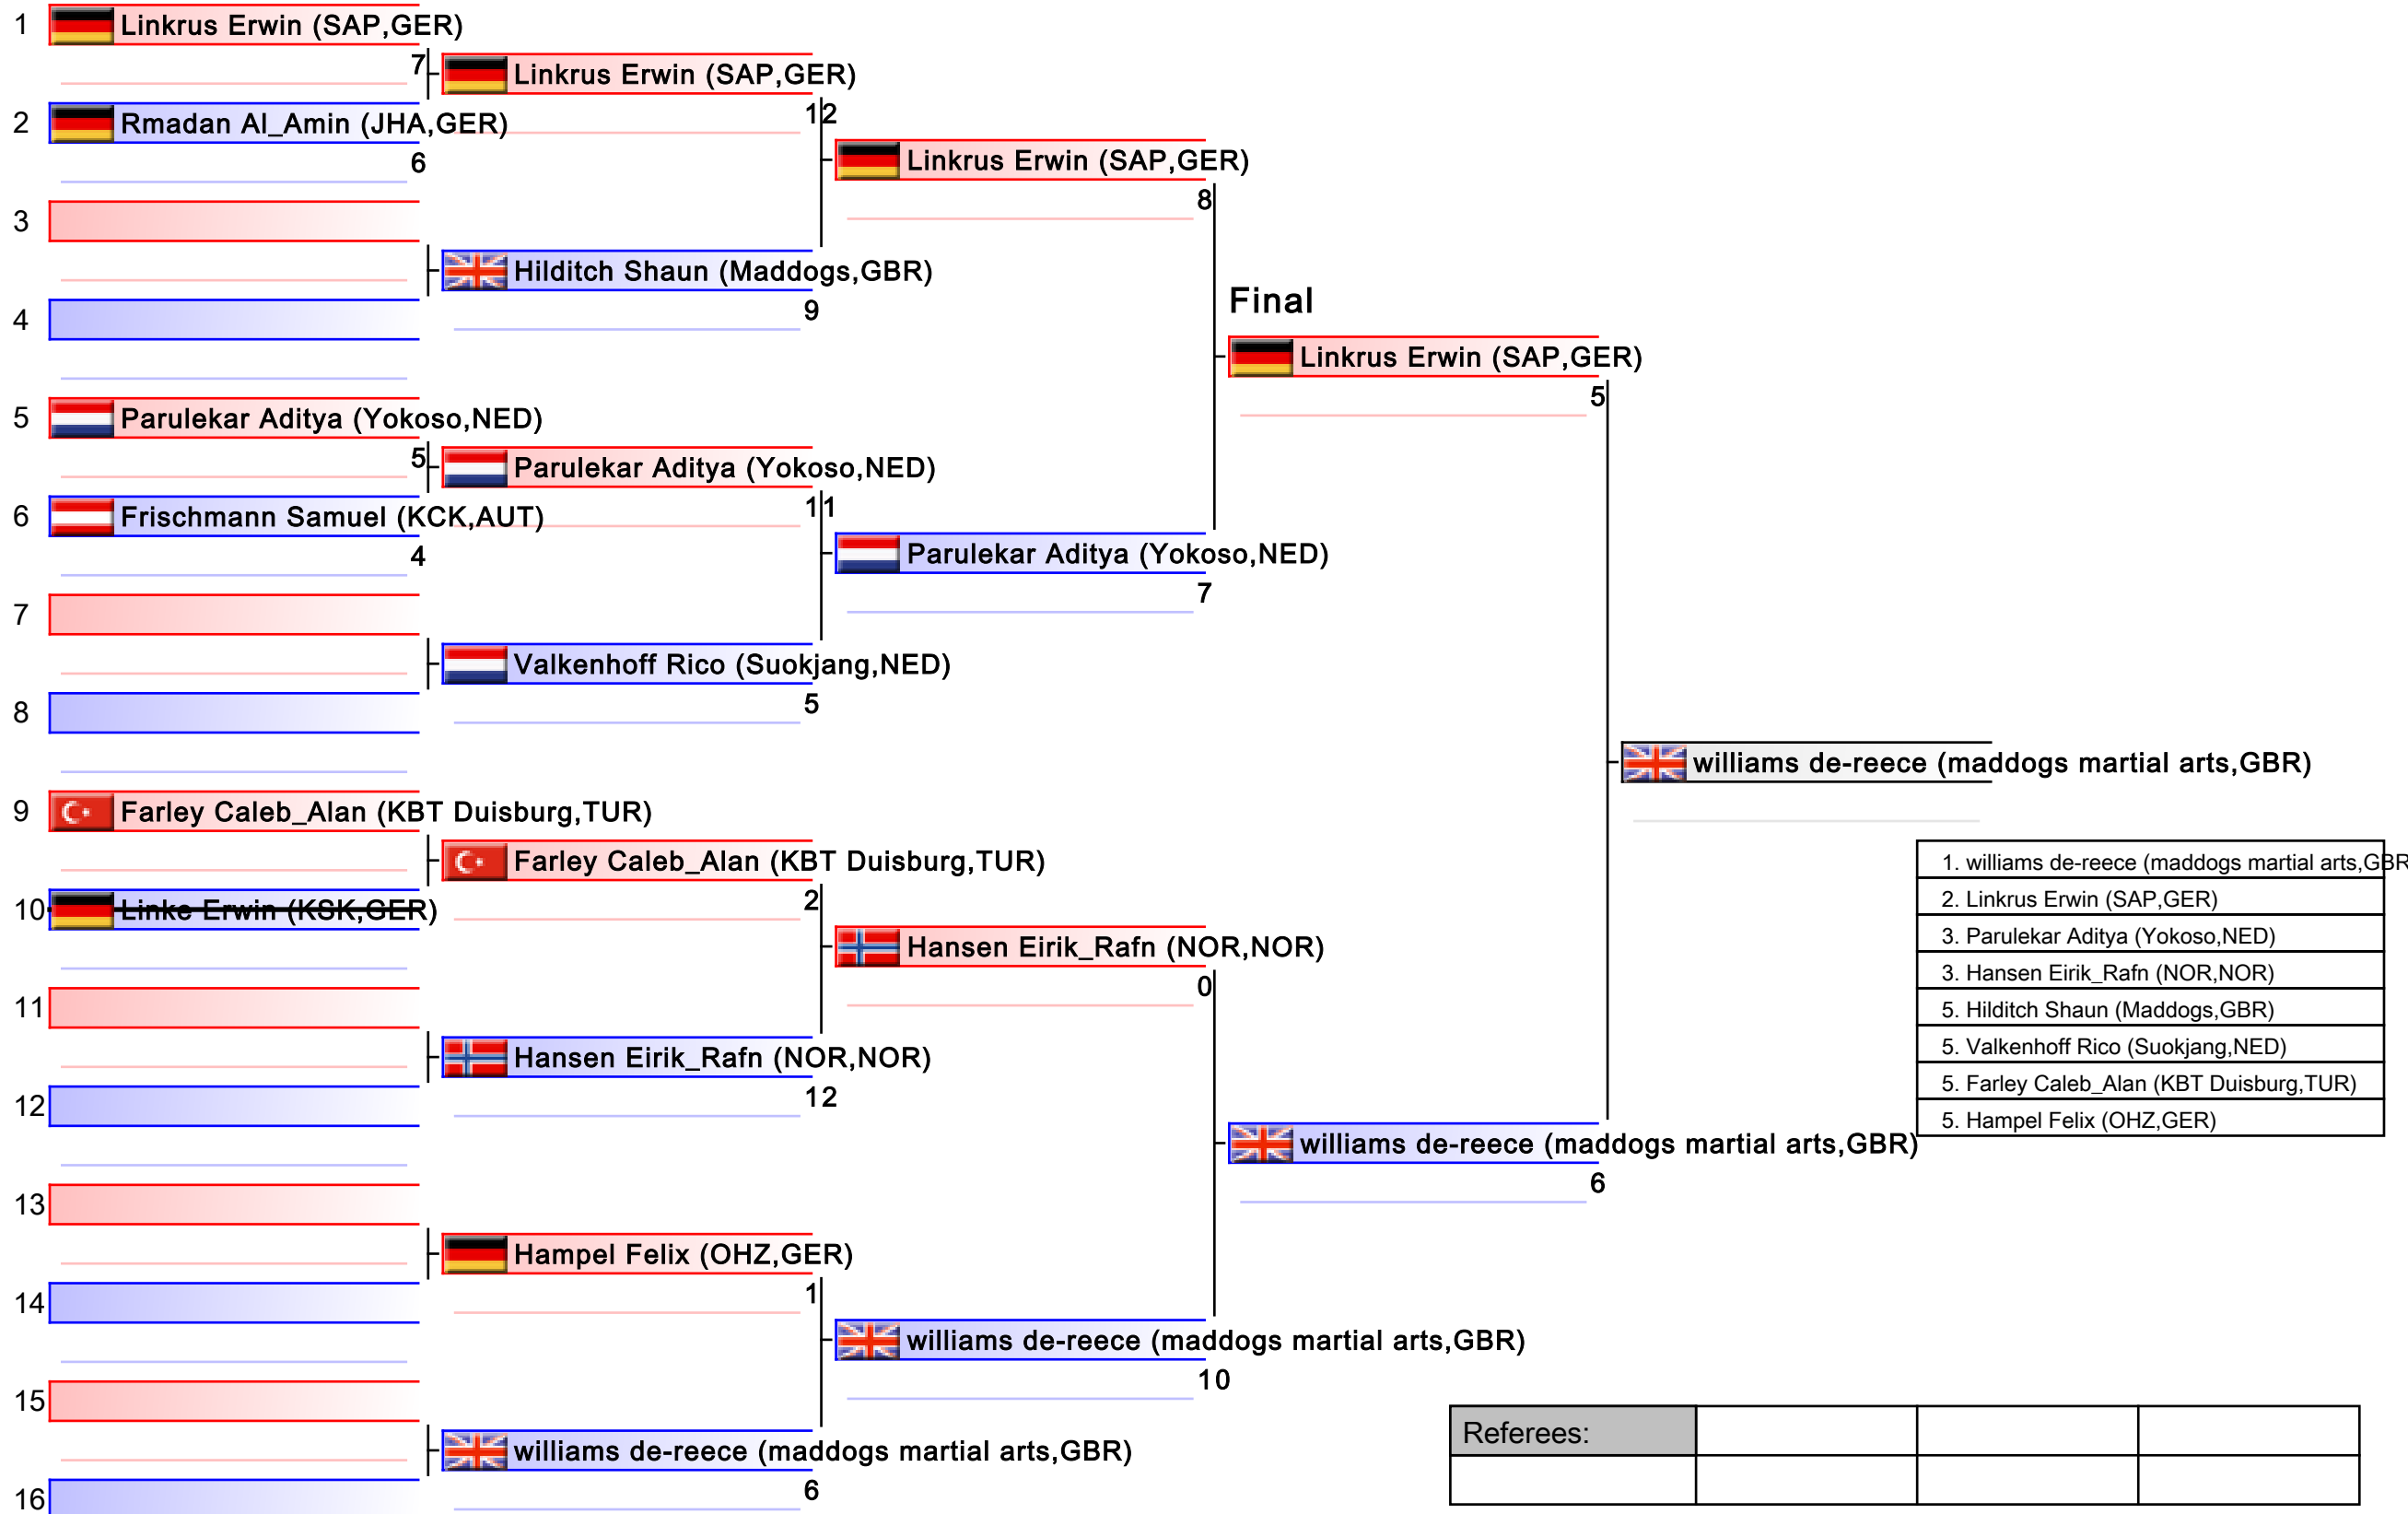 1 Linkrus Erwin (SAP,GER)
7 Linkrus Erwin (SAP,GER)
12
2 Rmadan Al_Amin (JHA,GER)
6
Linkrus Erwin (SAP,GER)
8
3
Hilditch Shaun (Maddogs,GBR)
9
Final
4
Linkrus Erwin (SAP,GER)
5
5 Parulekar Aditya (Yokoso,NED)
5 Parulekar Aditya (Yokoso,NED)
11
6 Frischmann Samuel (KCK,AUT)
4
Parulekar Aditya (Yokoso,NED)
7
7
Valkenhoff Rico (Suokjang,NED)
5
8
williams de-reece (maddogs martial arts,GBR)
9 Farley Caleb_Alan (KBT Duisburg,TUR)
Farley Caleb_Alan (KBT Duisburg,TUR)
2
10 Linke Erwin (KSK,GER)
Hansen Eirik_Rafn (NOR,NOR)
0
11
Hansen Eirik_Rafn (NOR,NOR)
12
12
williams de-reece (maddogs martial arts,GBR)
6
1. williams de-reece (maddogs martial arts,GBR
2. Linkrus Erwin (SAP,GER)
3. Parulekar Aditya (Yokoso,NED)
3. Hansen Eirik_Rafn (NOR,NOR)
5. Hilditch Shaun (Maddogs,GBR)
5. Valkenhoff Rico (Suokjang,NED)
5. Farley Caleb_Alan (KBT Duisburg,TUR)
5. Hampel Felix (OHZ,GER)
13
Hampel Felix (OHZ,GER)
1
14
williams de-reece (maddogs martial arts,GBR)
10
15
williams de-reece (maddogs martial arts,GBR)
6
16
Referees: